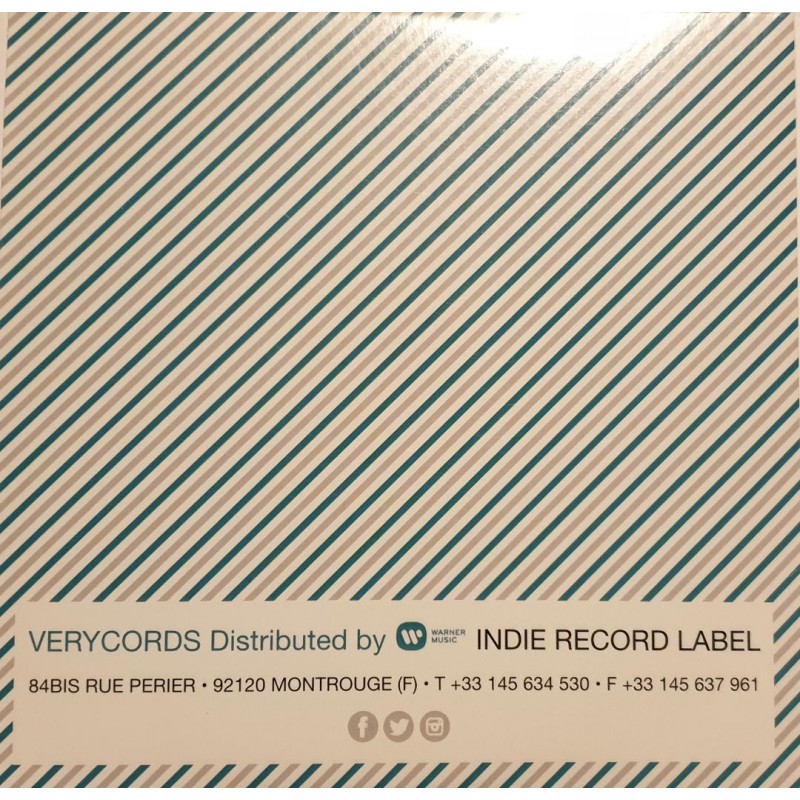 VERYCORDS Distributed by WARNER MUSIC INDIE RECORD LABEL
84BIS RUE PERIER • 92120 MONTROUGE (F) • T +33 145 634 530 • F +33 145 637 961